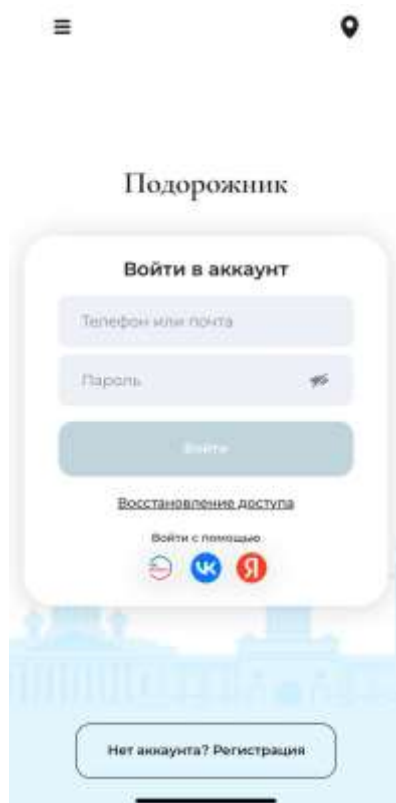 Подорожник
Войти в аккаунт
Телефон или почта
Пароль
Войти
Восстановление доступа
Войти с помощью
Я
Нет аккаунта? Регистрация